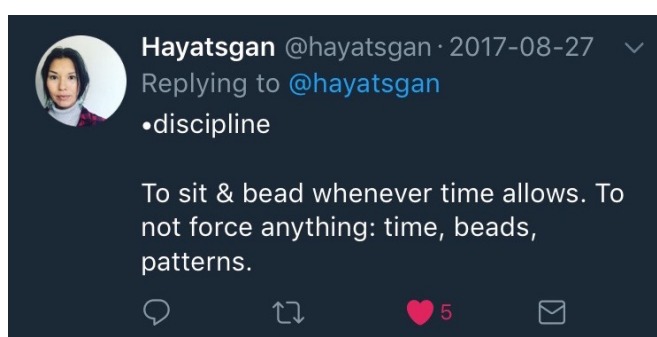 Hayatsgan @hayatsgan · 2017-08-27
Replying to @hayatsgan
•discipline
To sit & bead whenever time allows. To
not force anything: time, beads,
patterns.
5